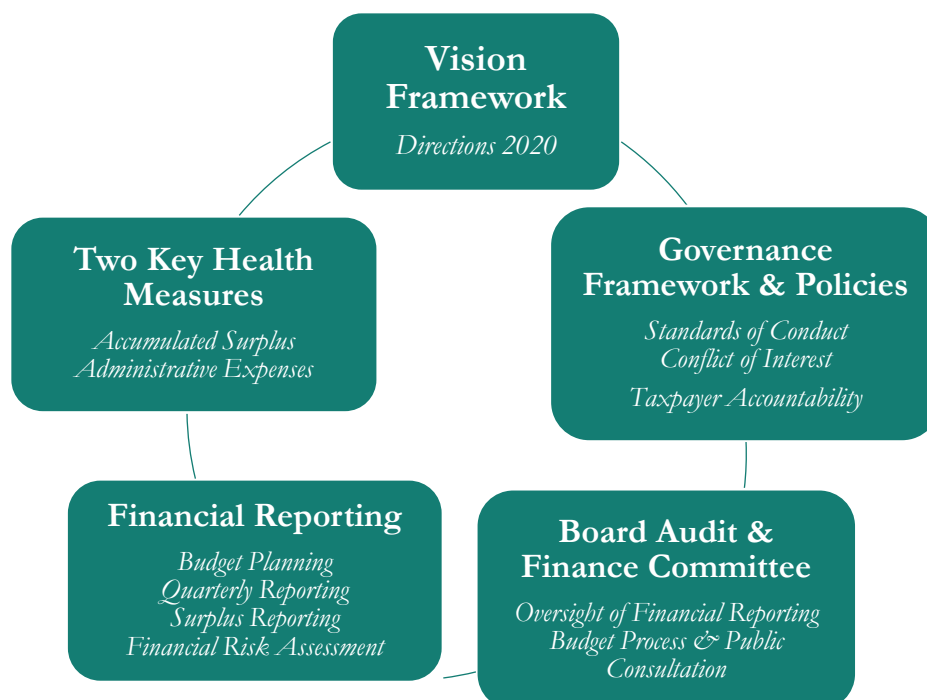 Vision
Framework
Directions 2020
Governance
Framework & Policies
Standards of Conduct
Conflict of Interest
Taxpayer Accountability
Board Audit &
Finance Committee
Oversight of Financial Reporting
Budget Process & Public
Consultation
Financial Reporting
Budget Planning
Quarterly Reporting
Surplus Reporting
Financial Risk Assessment
Two Key Health
Measures
Accumulated Surplus
Administrative Expenses